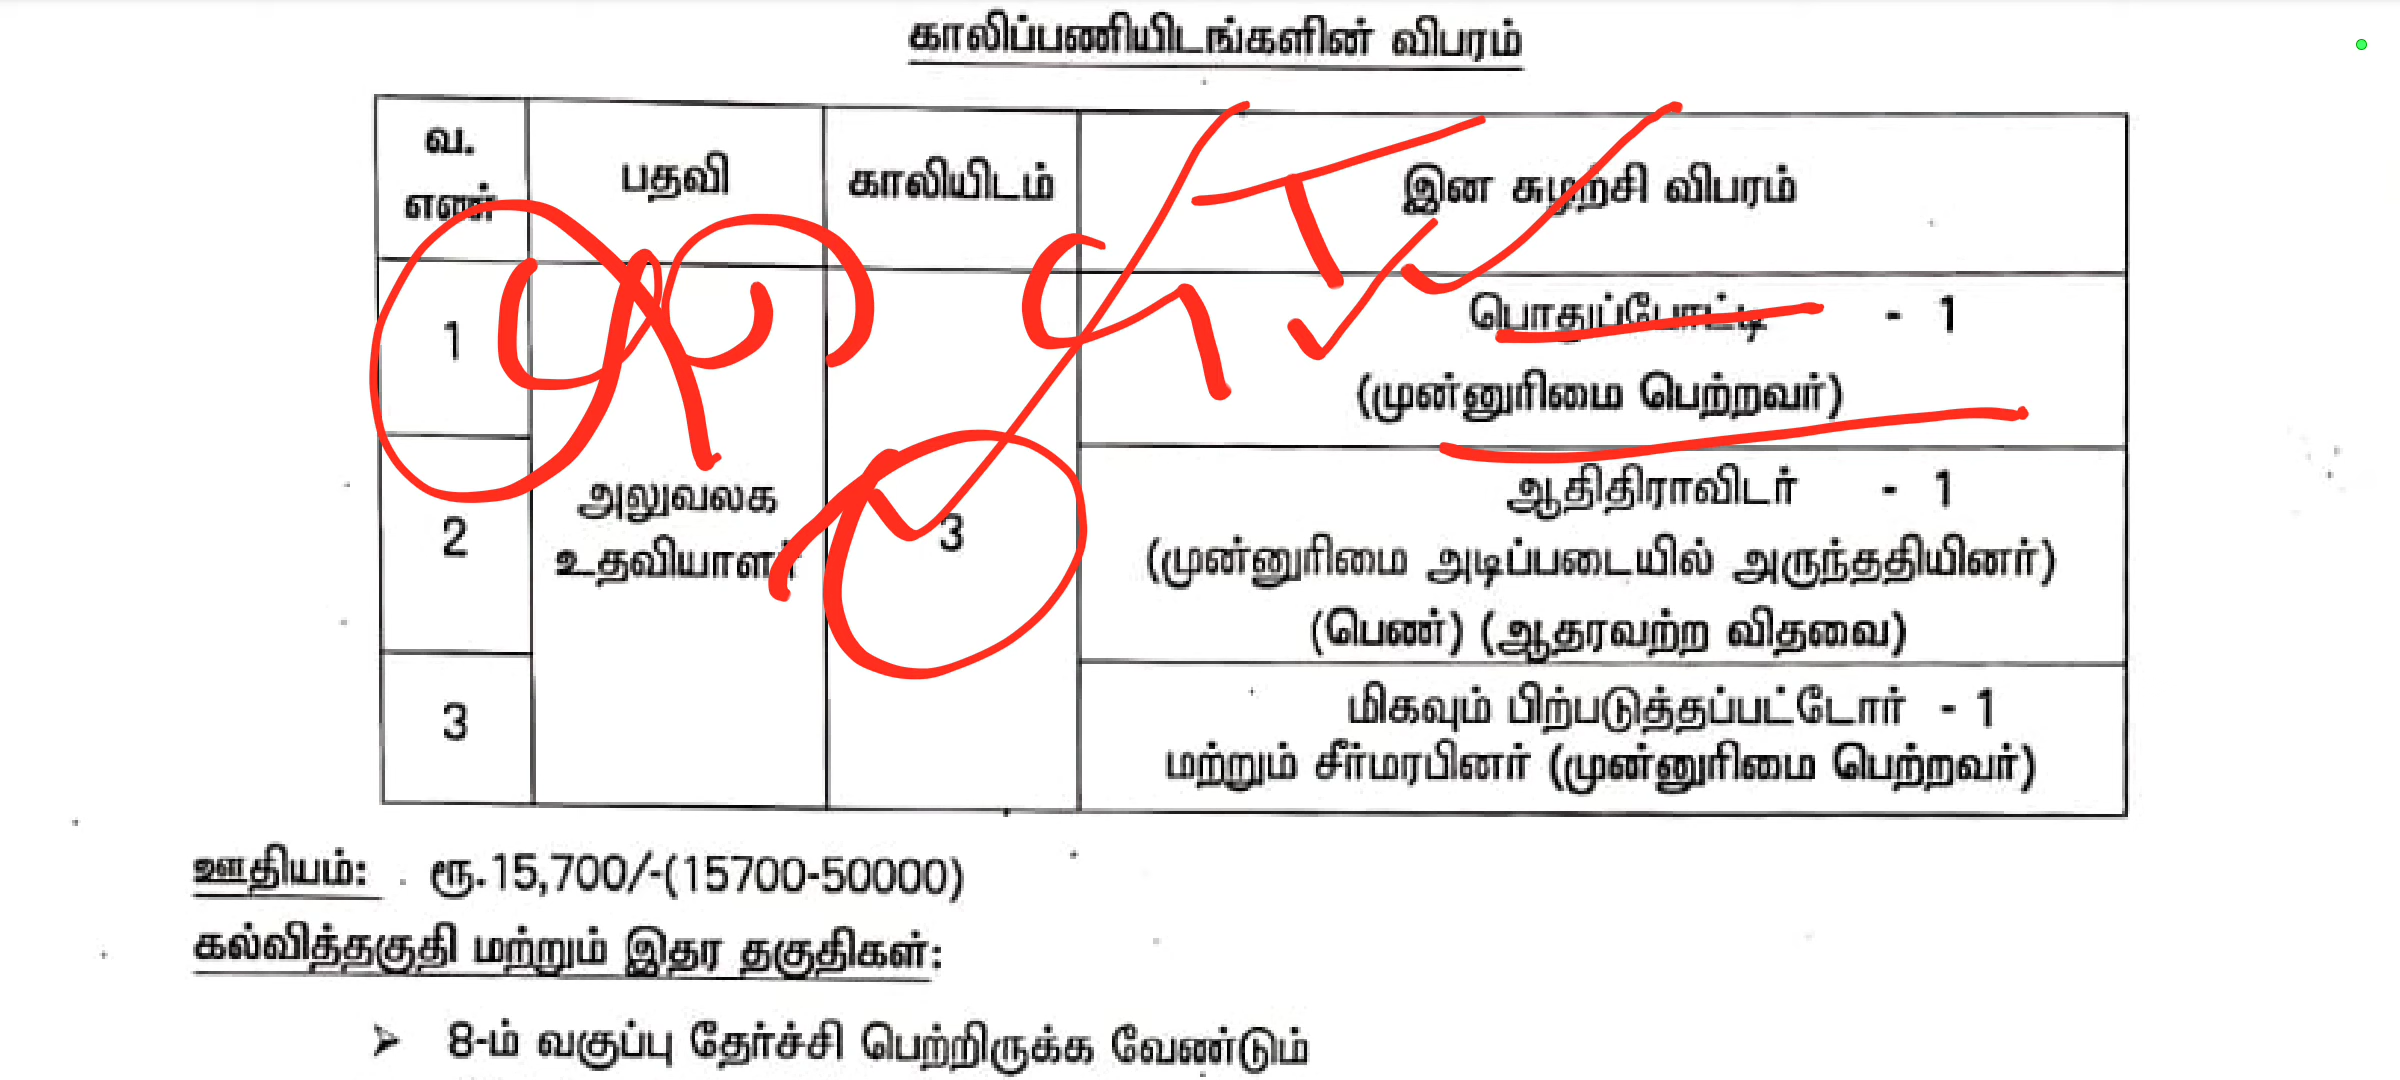 காலிப்பணியிடங்களின் விபரம்
வ. எண்
பதவி
காலியிடம்
இன சுழற்சி விபரம்
1
பொதுப்போட்டி - 1
(முன்னுரிமை பெற்றவர்)
அலுவலக
உதவியாளர்
3
2
ஆதிதிராவிடர் - 1
(முன்னுரிமை அடிப்படையில் அருந்ததியினர்)
(பெண்) (ஆதரவற்ற விதவை)
3
மிகவும் பிற்படுத்தப்பட்டோர் - 1
மற்றும் சீர்மரபினர் (முன்னுரிமை பெற்றவர்)
ஊதியம்: ரூ.15,700/-(15700-50000)
கல்வித்தகுதி மற்றும் இதர தகுதிகள்:
➤ 8-ம் வகுப்பு தேர்ச்சி பெற்றிருக்க வேண்டும்